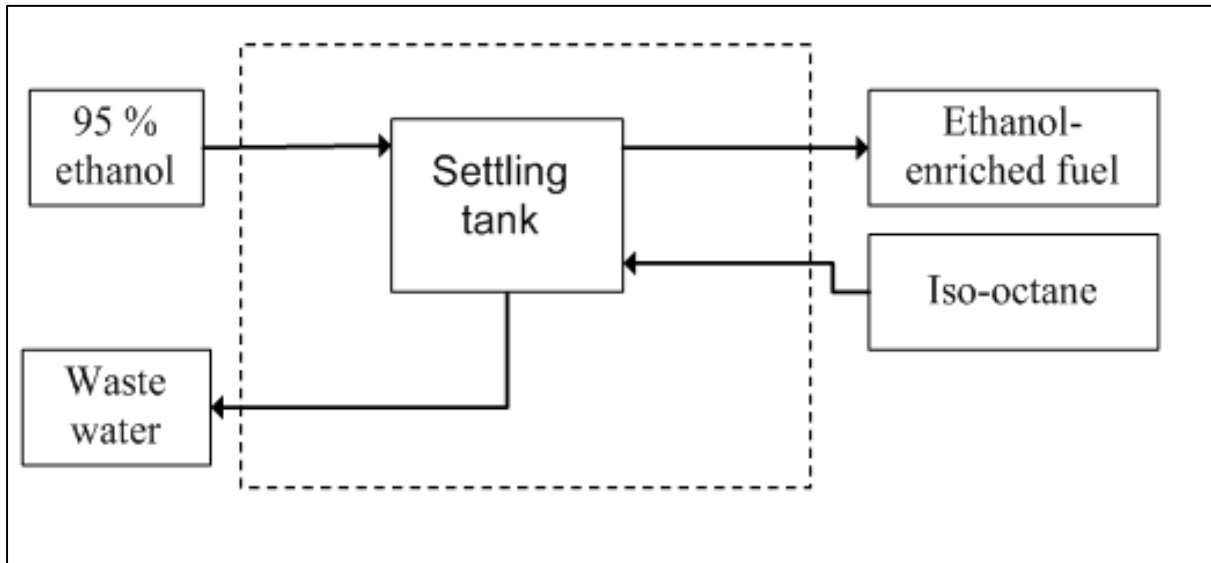 95 %
ethanol
Settling
tank
Ethanol-
enriched fuel
Iso-octane
Waste
water